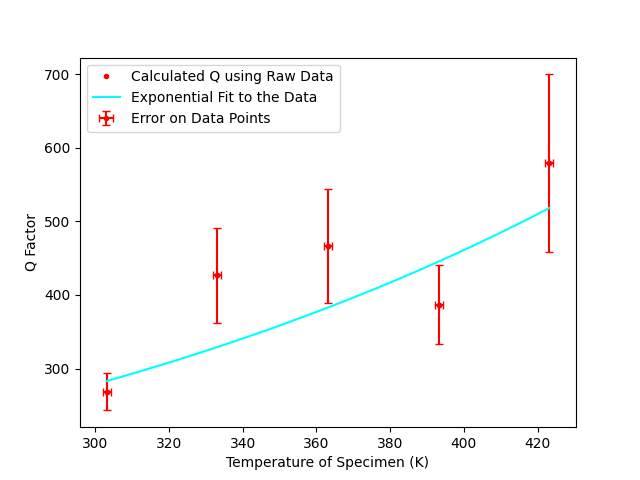 Calculated Q using Raw Data
Exponential Fit to the Data
Error on Data Points
700
600
500
400
300
Q Factor
300 320 340 360 380 400 420
Temperature of Specimen (K)